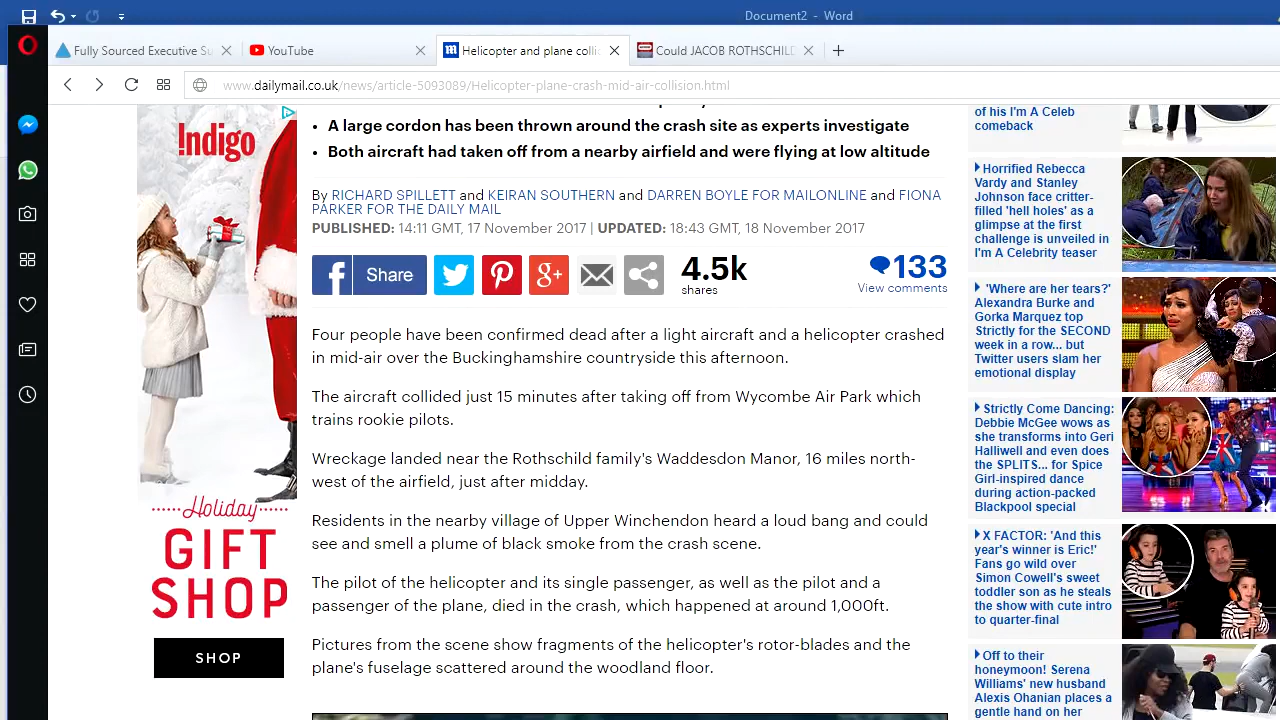 Document2 - Word
Fully Sourced Executive Su
YouTube
Helicopter and plane colli
Could JACOB ROTHSCHILD
www.dailymail.co.uk/news/article-5093089/Helicopter-plane-crash-mid-air-collision.html
Indigo
Holiday
GIFT
SHOP
SHOP
• A large cordon has been thrown around the crash site as experts investigate
• Both aircraft had taken off from a nearby airfield and were flying at low altitude
By RICHARD SPILLETT and KEIRAN SOUTHERN and DARREN BOYLE FOR MAILONLINE and FIONA
PARKER FOR THE DAILY MAIL
PUBLISHED: 14:11 GMT, 17 November 2017 | UPDATED: 18:43 GMT, 18 November 2017
f Share
g+
4.5k
shares
133
View comments
Four people have been confirmed dead after a light aircraft and a helicopter crashed
in mid-air over the Buckinghamshire countryside this afternoon.
The aircraft collided just 15 minutes after taking off from Wycombe Air Park which
trains rookie pilots.
Wreckage landed near the Rothschild family's Waddesdon Manor, 16 miles north-
west of the airfield, just after midday.
Residents in the nearby village of Upper Winchendon heard a loud bang and could
see and smell a plume of black smoke from the crash scene.
The pilot of the helicopter and its single passenger, as well as the pilot and a
passenger of the plane, died in the crash, which happened at around 1,000ft.
Pictures from the scene show fragments of the helicopter's rotor-blades and the
plane's fuselage scattered around the woodland floor.
of his I'm A Celeb
comeback
Horrified Rebecca
Vardy and Stanley
Johnson face critter-
filled 'hell holes' as a
glimpse at the first
challenge is unveiled in
I'm A Celebrity teaser
'Where are her tears?'
Alexandra Burke and
Gorka Marquez top
Strictly for the SECOND
week in a row... but
Twitter users slam her
emotional display
Strictly Come Dancing:
Debbie McGee wows as
she transforms into Geri
Halliwell and even does
the SPLITS... for Spice
Girl-inspired dance
during action-packed
Blackpool special
X FACTOR: 'And this
year's winner is Eric!'
Fans go wild over
Simon Cowell's sweet
toddler son as he steals
the show with cute intro
to quarter-final
Off to their
honeymoon! Serena
Williams' new husband
Alexis Ohanian places a
gentle hand on her